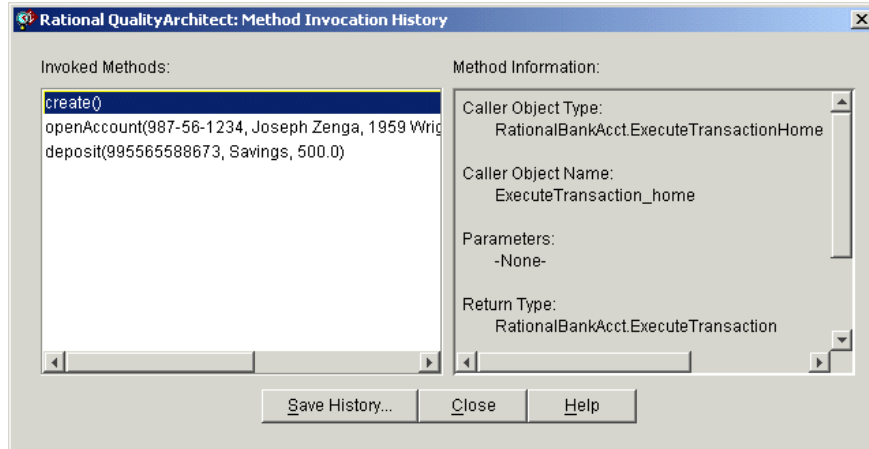 Rational QualityArchitect: Method Invocation History
Invoked Methods:
create()
openAccount(987-56-1234, Joseph Zenga, 1959 Wrig
deposit(995565588673, Savings, 500.0)
Method Information:
Caller Object Type:
RationalBankAcct.ExecuteTransactionHome
Caller Object Name:
ExecuteTransaction_home
Parameters:
-None-
Return Type:
RationalBankAcct.ExecuteTransaction
Save History...
Close
Help